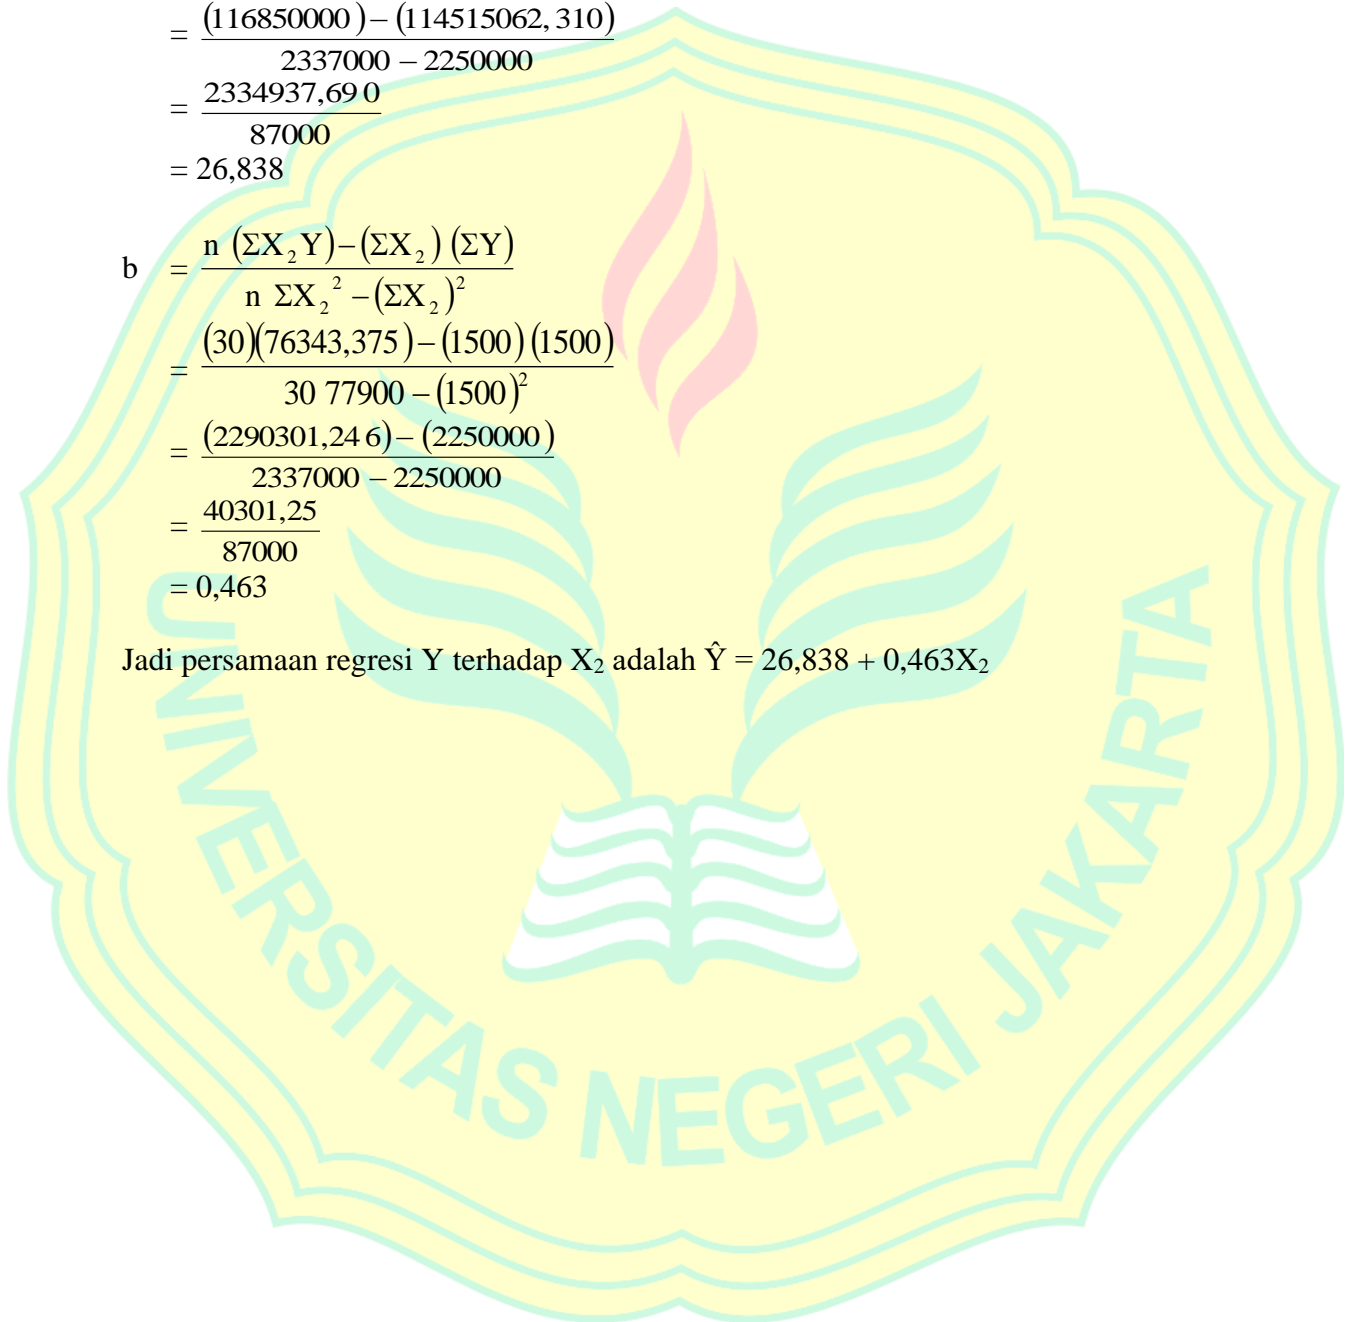 = (116850000 ) – (114515062, 310)
2337000 – 2250000
= 2334937,69 0
87000
= 26,838
b = n (ΣX₂Y) – (ΣX₂) (ΣY)
n ΣX₂² – (ΣX₂)²
= (30)(76343,375 ) – (1500) (1500)
30 77900 – (1500)²
= (2290301,24 6) – (2250000 )
2337000 – 2250000
= 40301,25
87000
= 0,463
Jadi persamaan regresi Y terhadap X₂ adalah Ŷ = 26,838 + 0,463X₂
UNIVERSITAS NEGERI JAKARTA